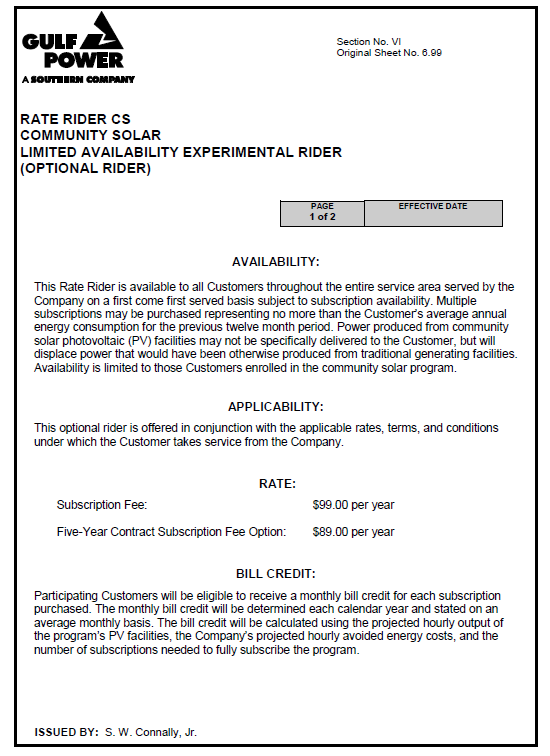 GULF
POWER
A SOUTHERN COMPANY
Section No. VI
Original Sheet No. 6.99
RATE RIDER CS
COMMUNITY SOLAR
LIMITED AVAILABILITY EXPERIMENTAL RIDER
(OPTIONAL RIDER)
PAGE
1 of 2
EFFECTIVE DATE
AVAILABILITY:
This Rate Rider is available to all Customers throughout the entire service area served by the
Company on a first come first served basis subject to subscription availability. Multiple
subscriptions may be purchased representing no more than the Customer's average annual
energy consumption for the previous twelve month period. Power produced from community
solar photovoltaic (PV) facilities may not be specifically delivered to the Customer, but will
displace power that would have been otherwise produced from traditional generating facilities.
Availability is limited to those Customers enrolled in the community solar program.
APPLICABILITY:
This optional rider is offered in conjunction with the applicable rates, terms, and conditions
under which the Customer takes service from the Company.
RATE:
Subscription Fee: $99.00 per year
Five-Year Contract Subscription Fee Option: $89.00 per year
BILL CREDIT:
Participating Customers will be eligible to receive a monthly bill credit for each subscription
purchased. The monthly bill credit will be determined each calendar year and stated on an
average monthly basis. The bill credit will be calculated using the projected hourly output of
the program's PV facilities, the Company's projected hourly avoided energy costs, and the
number of subscriptions needed to fully subscribe the program.
ISSUED BY: S. W. Connally, Jr.